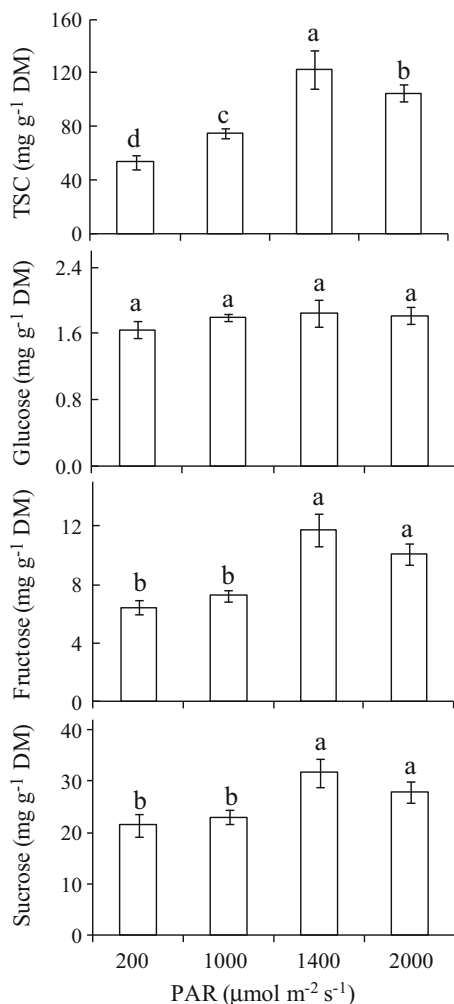 TSC (mg g-1 DM)
160
120
80
40
0
d
c
a
b
Glucose (mg g-1 DM)
2.4
1.6
0.8
0.0
a
a
a
a
Fructose (mg g-1 DM)
12
8
4
0
b
b
a
a
Sucrose (mg g-1 DM)
40
30
20
10
0
b
b
a
a
200 1000 1400 2000
PAR (μmol m-2 s-1)